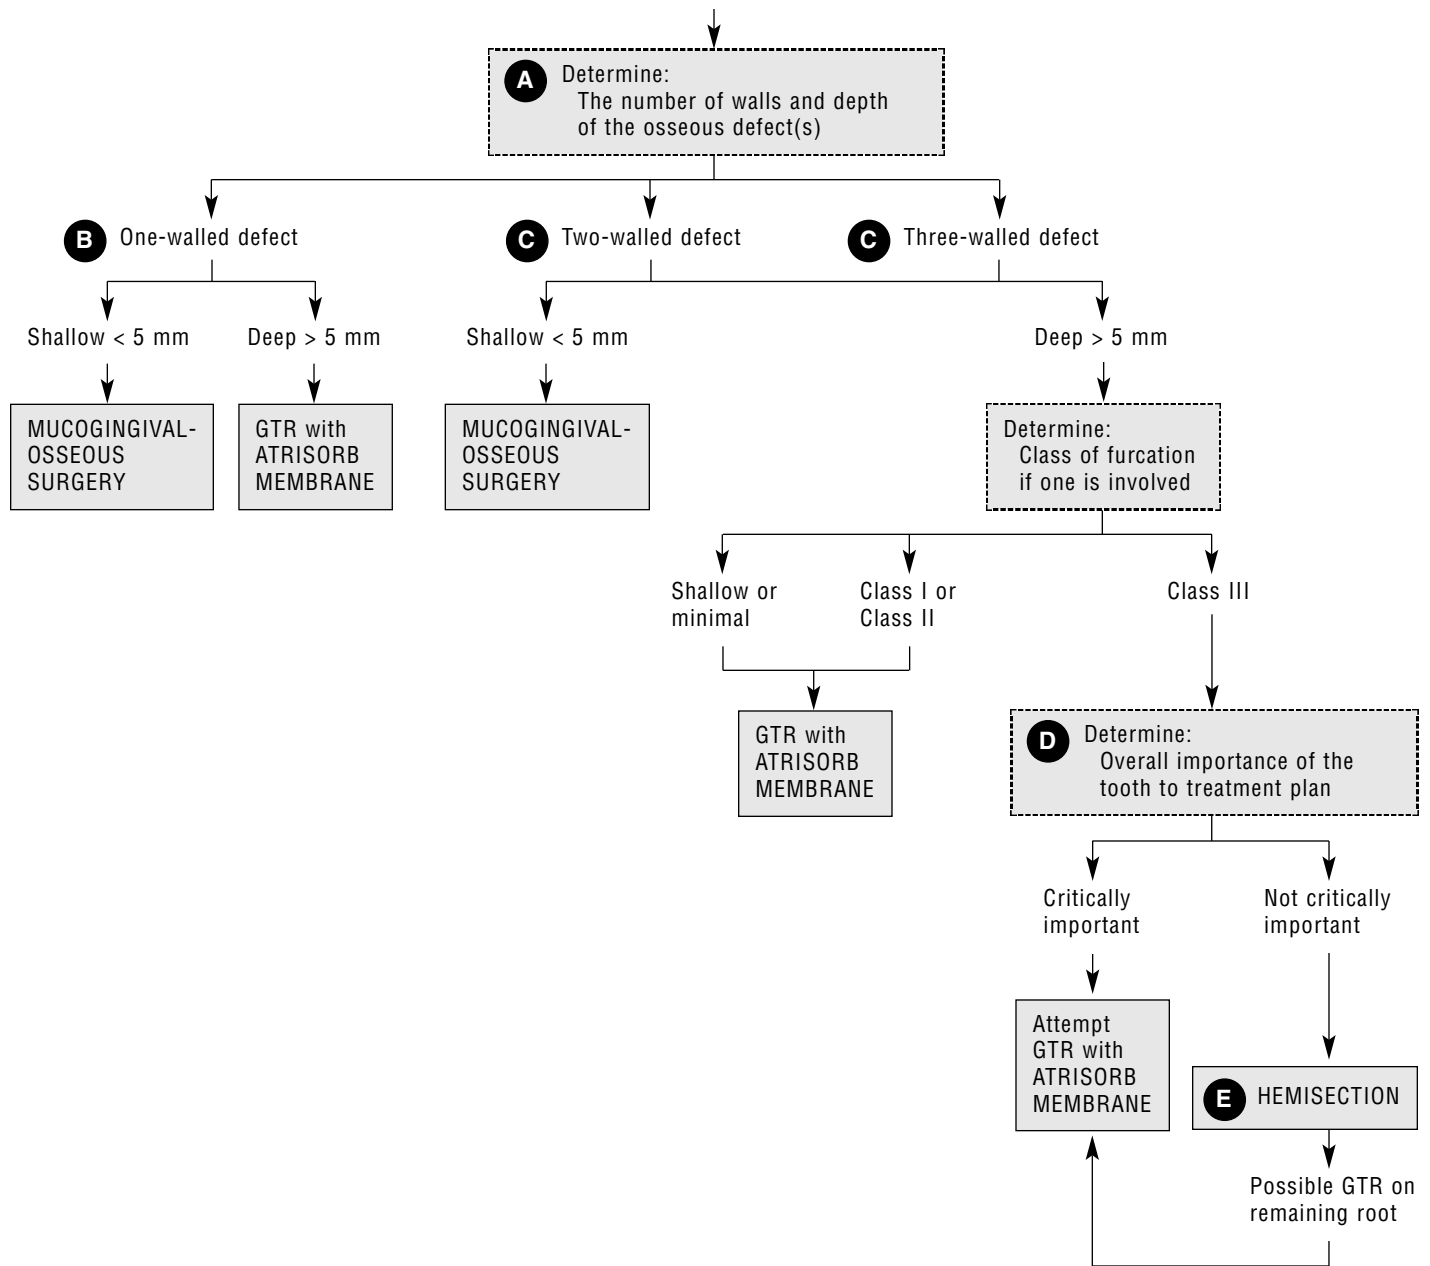 A
Determine:
The number of walls and depth
of the osseous defect(s)
B
One-walled defect
C
Two-walled defect
C
Three-walled defect
Shallow < 5 mm
Deep > 5 mm
Shallow < 5 mm
Deep > 5 mm
MUCOGINGIVAL-
OSSEOUS
SURGERY
GTR with
ATRISORB
MEMBRANE
MUCOGINGIVAL-
OSSEOUS
SURGERY
Determine:
Class of furcation
if one is involved
Shallow or
minimal
Class I or
Class II
Class III
GTR with
ATRISORB
MEMBRANE
D
Determine:
Overall importance of the
tooth to treatment plan
Critically
important
Not critically
important
Attempt
GTR with
ATRISORB
MEMBRANE
E
HEMISECTION
Possible GTR on
remaining root